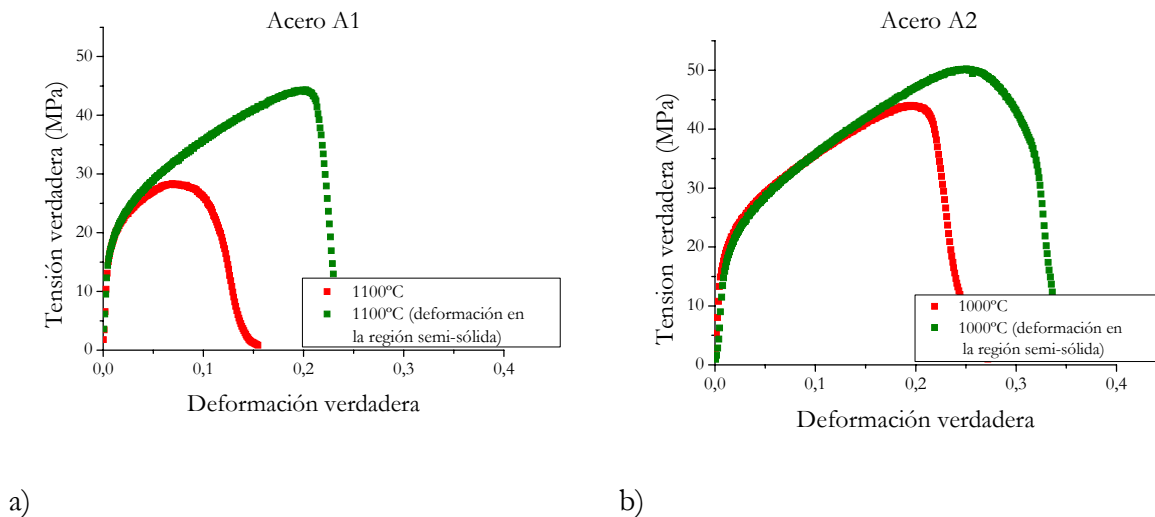 Acero A1
Tensión verdadera (MPa)
50
40
30
20
10
0
0,0
0,1
0,2
0,3
0,4
Deformación verdadera
1100ºC
1100ºC (deformación en
la región semi-sólida)
a)
Acero A2
Tension verdadera (MPa)
50
40
30
20
10
0
0,0
0,1
0,2
0,3
0,4
Deformación verdadera
1000ºC
1000ºC (deformación en
la región semi-sólida)
b)